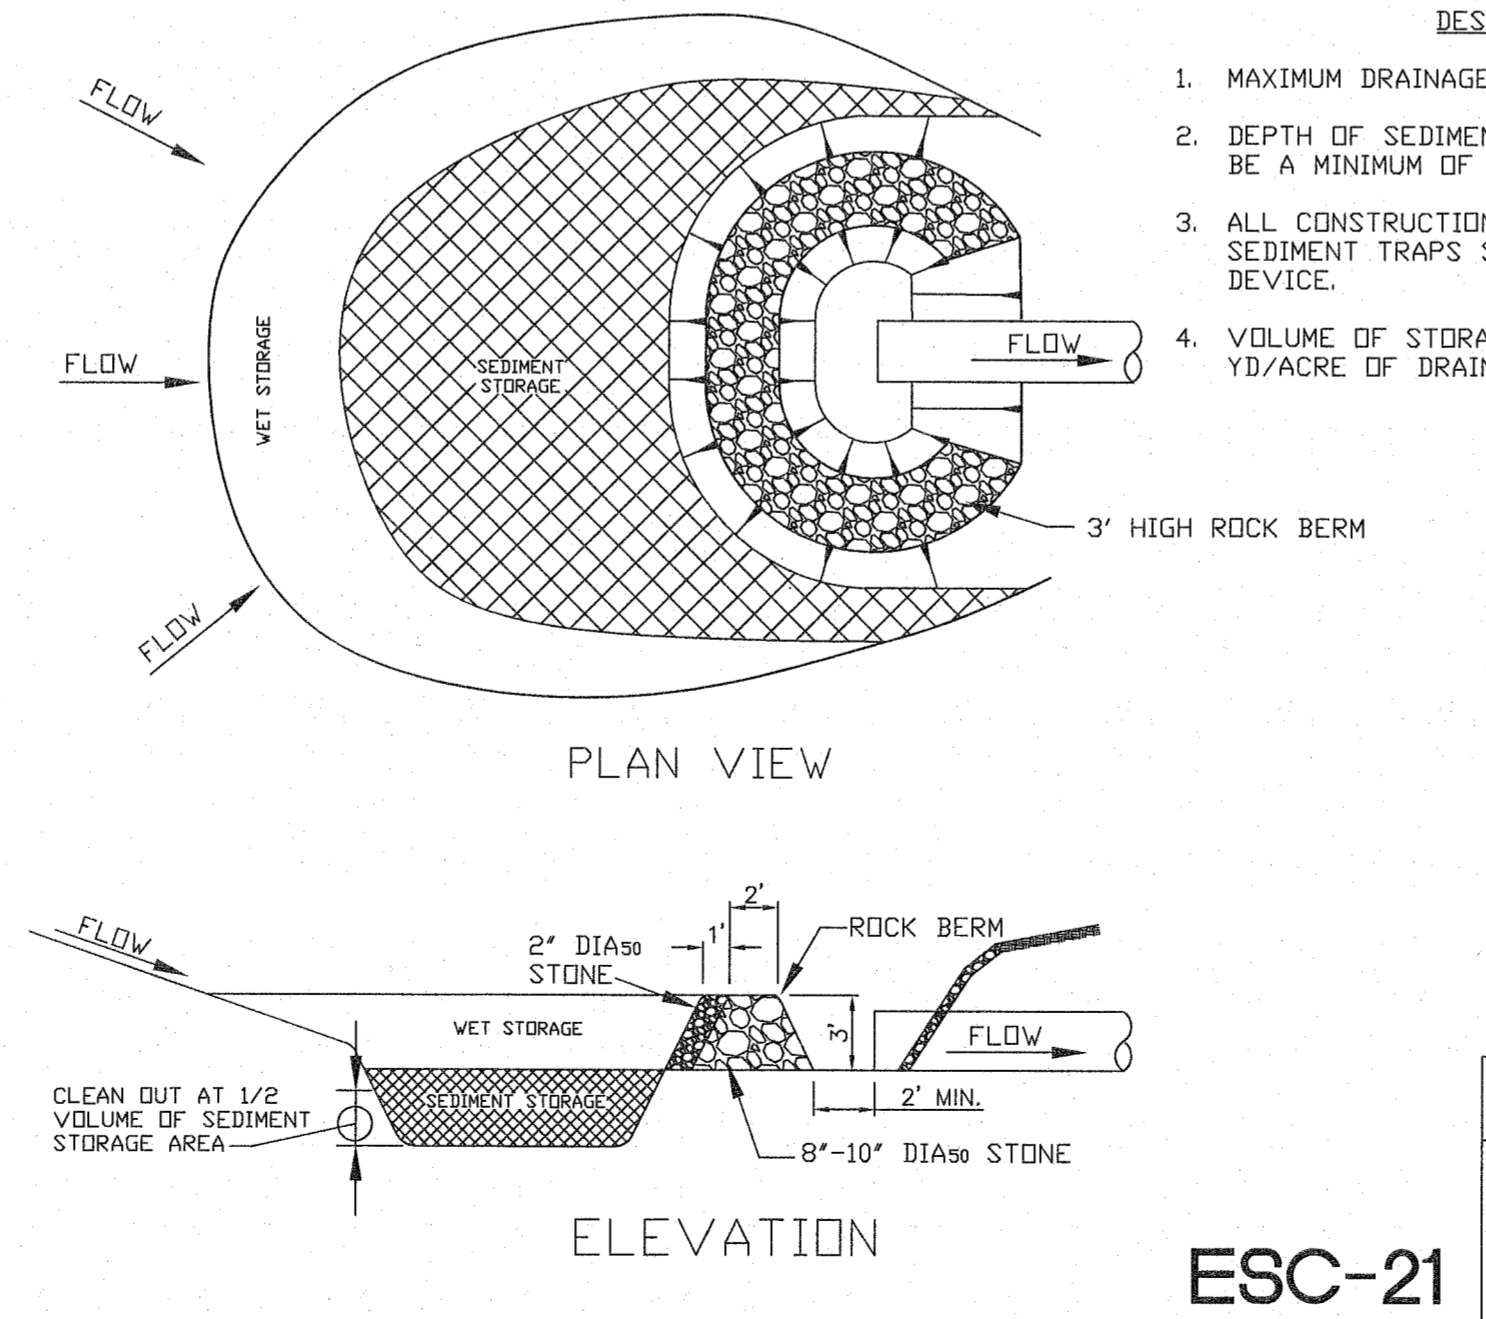 DES
1. MAXIMUM DRAINAGE
2. DEPTH OF SEDIMEN
BE A MINIMUM OF
3. ALL CONSTRUCTION
SEDIMENT TRAPS S
DEVICE.
4. VOLUME OF STORA
YD/ACRE OF DRAIN
FLOW
FLOW
FLOW
WET STORAGE
SEDIMENT
STORAGE
FLOW
3' HIGH ROCK BERM
PLAN VIEW
FLOW
2" DIA50
STONE
1'
2'
ROCK BERM
WET STORAGE
3'
FLOW
SEDIMENT STORAGE
CLEAN OUT AT 1/2
VOLUME OF SEDIMENT
STORAGE AREA
2' MIN.
8"-10" DIA50 STONE
ELEVATION
ESC-21